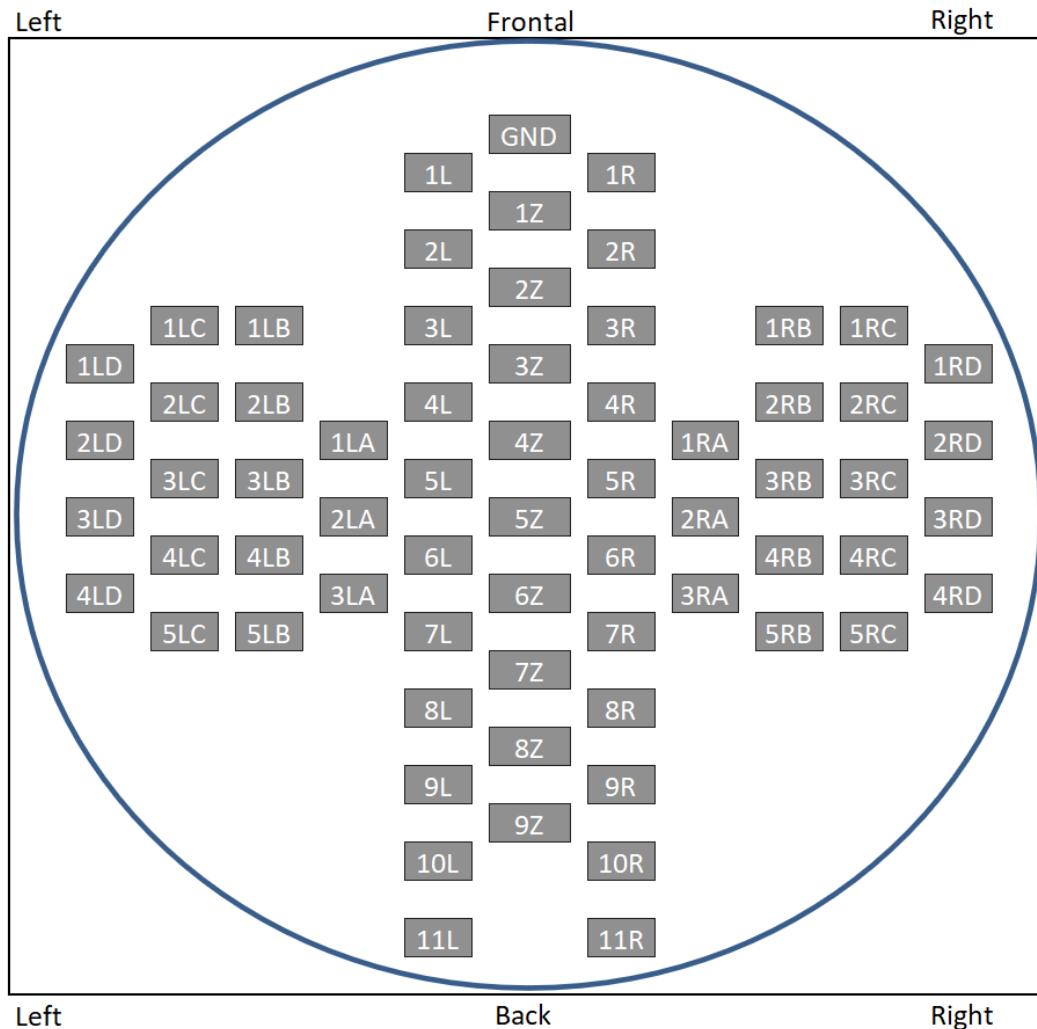 Left Frontal Right
GND
1L 1R
1Z
2L 2R
2Z
1LC 1LB 3L 3R 1RB 1RC
1LD 3Z 1RD
2LC 2LB 4L 4R 2RB 2RC
2LD 1LA 4Z 1RA 2RD
3LC 3LB 5L 5R 3RB 3RC
3LD 2LA 5Z 2RA 3RD
4LC 4LB 6L 6R 4RB 4RC
4LD 3LA 6Z 3RA 4RD
5LC 5LB 7L 7R 5RB 5RC
7Z
8L 8R
8Z
9L 9R
9Z
10L 10R
11L 11R
Left Back Right